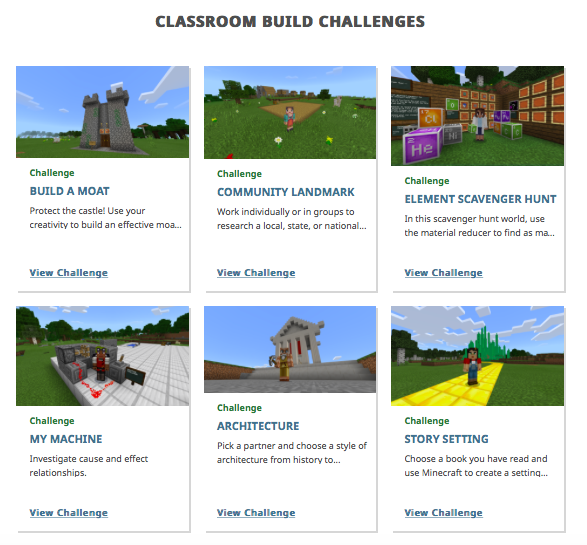 CLASSROOM BUILD CHALLENGES
Challenge
BUILD A MOAT
Protect the castle! Use your
creativity to build an effective moa...
View Challenge
Challenge
COMMUNITY LANDMARK
Work individually or in groups to
research a local, state, or national...
View Challenge
He
Challenge
ELEMENT SCAVENGER HUNT
In this scavenger hunt world, use
the material reducer to find as ma...
View Challenge
Challenge
MY MACHINE
Investigate cause and effect
relationships.
View Challenge
Challenge
ARCHITECTURE
Pick a partner and choose a style of
architecture from history to...
View Challenge
Challenge
STORY SETTING
Choose a book you have read and
use Minecraft to create a setting...
View Challenge